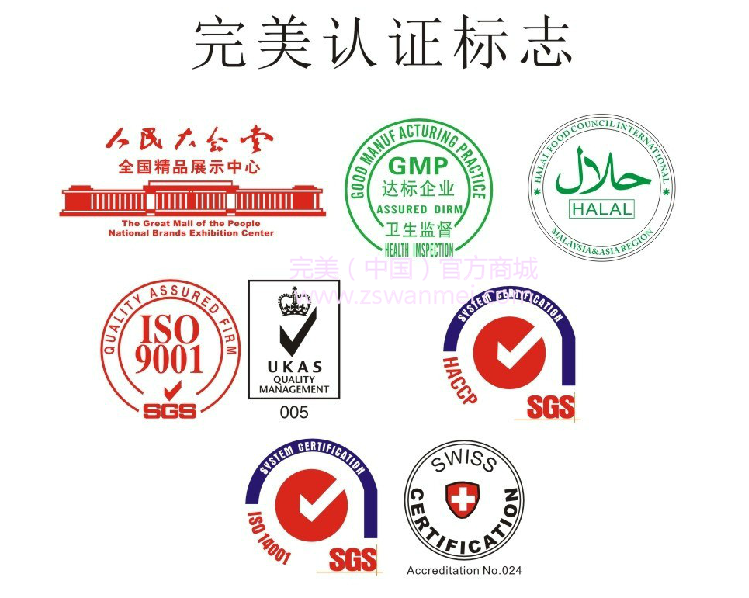 完美认证标志
人民大会堂
全国精品展示中心
The Great Mall of the People
National Brands Exhibition Center
GOOD MANUFACTURING PRACTICE
GMP
达标企业
ASSURED DIRM
卫生监督
HEALTH INSPECTION
HALAL FOOD COUNCIL INTERNATIONAL
حلال
HALAL
MALAYSIA&ASIA REGION
完美（中国）官方商城
www.zswanmei.com
QUALITY ASSURED FIRM
ISO
9001
SGS
UKAS
QUALITY
MANAGEMENT
005
SYSTEM CERTIFICATION
HACCP
SGS
SYSTEM CERTIFICATION
ISO 14001
SGS
SWISS
CERTIFICATION
Accreditation No.024